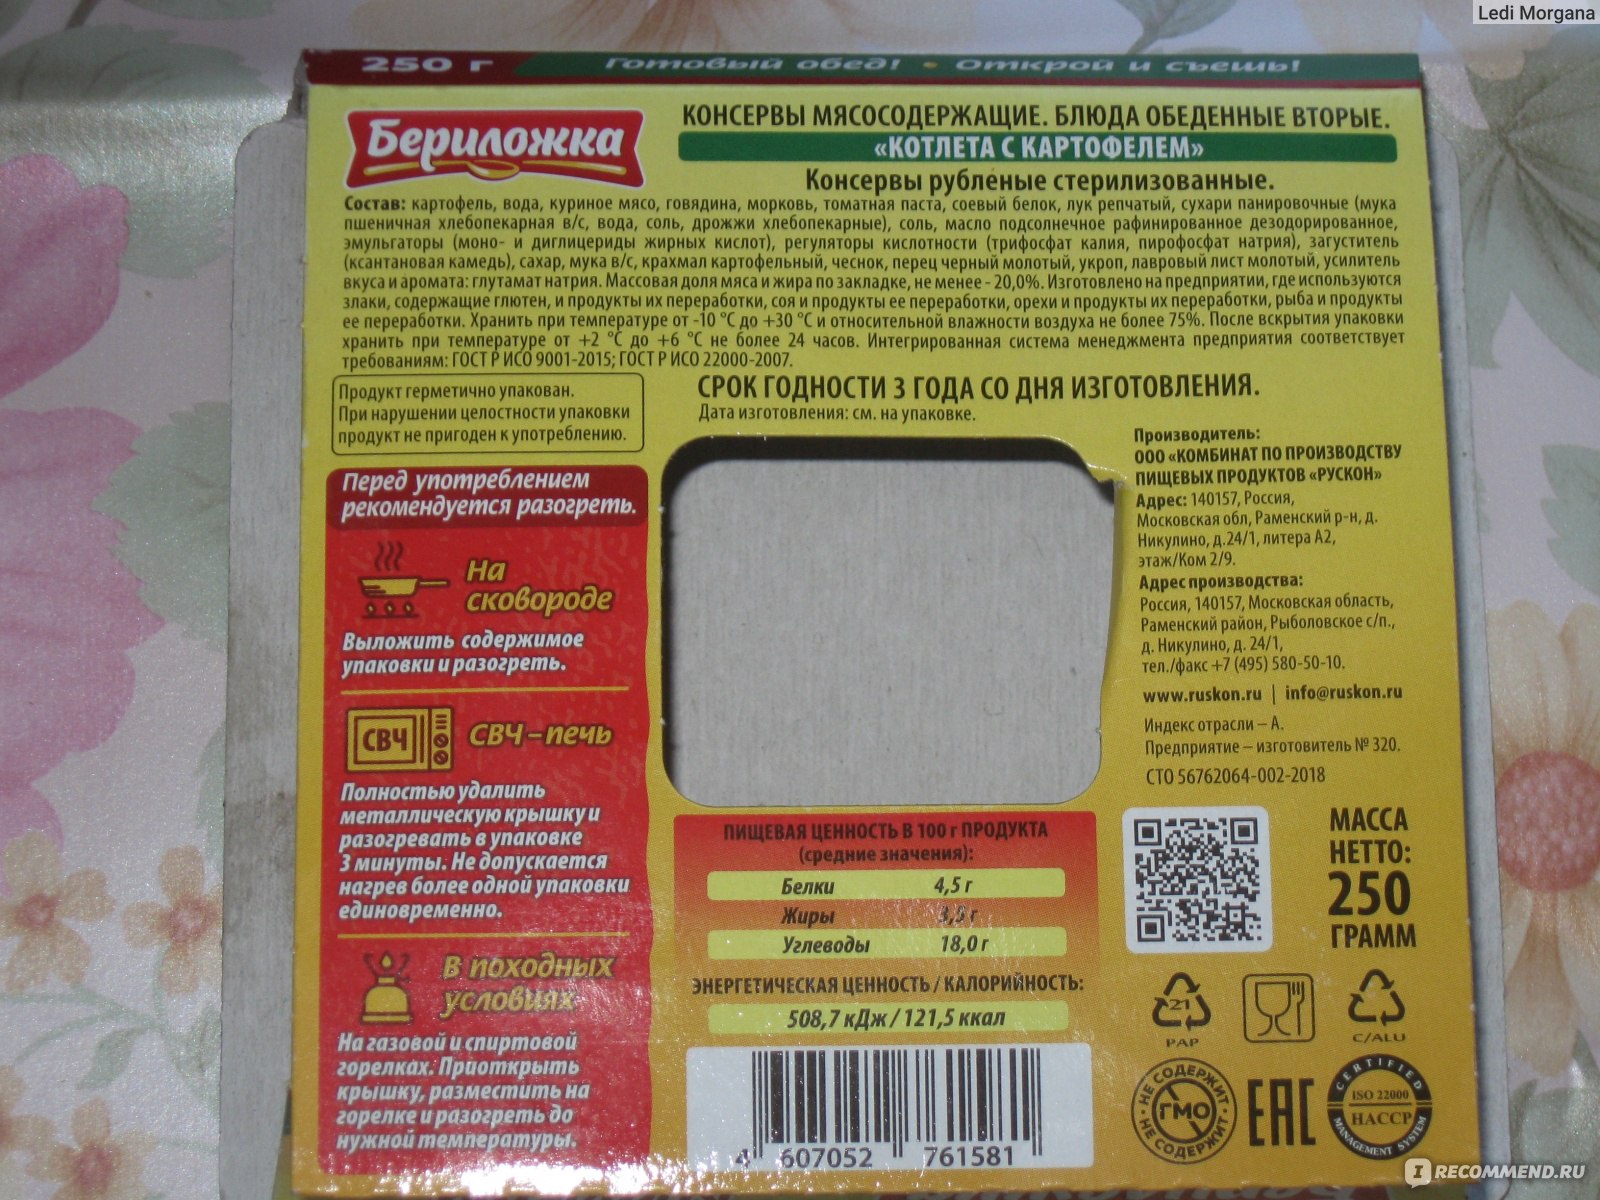 Ledi Morgana
250 г Готовый обед! • Открой и съешь!
Бериложка
КОНСЕРВЫ МЯСОСОДЕРЖАЩИЕ. БЛЮДА ОБЕДЕННЫЕ ВТОРЫЕ.
«КОТЛЕТА С КАРТОФЕЛЕМ»
Консервы рубленые стерилизованные.
Состав: картофель, вода, куриное мясо, говядина, морковь, томатная паста, соевый белок, лук репчатый, сухари панировочные (мука
пшеничная хлебопекарная в/с, вода, соль, дрожжи хлебопекарные), соль, масло подсолнечное рафинированное дезодорированное,
эмульгаторы (моно- и диглицериды жирных кислот), регуляторы кислотности (трифосфат калия, пирофосфат натрия), загуститель
(ксантановая камедь), сахар, мука в/с, крахмал картофельный, чеснок, перец черный молотый, укроп, лавровый лист молотый, усилитель
вкуса и аромата: глутамат натрия. Массовая доля мяса и жира по закладке, не менее - 20,0%. Изготовлено на предприятии, где используются
злаки, содержащие глютен, и продукты их переработки, соя и продукты ее переработки, орехи и продукты их переработки, рыба и продукты
ее переработки. Хранить при температуре от -10 °С до +30 °С и относительной влажности воздуха не более 75%. После вскрытия упаковки
хранить при температуре от +2 °С до +6 °С не более 24 часов. Интегрированная система менеджмента предприятия соответствует
требованиям: ГОСТ Р ИСО 9001-2015; ГОСТ Р ИСО 22000-2007.
Продукт герметично упакован.
При нарушении целостности упаковки
продукт не пригоден к употреблению.
СРОК ГОДНОСТИ 3 ГОДА СО ДНЯ ИЗГОТОВЛЕНИЯ.
Дата изготовления: см. на упаковке.
Перед употреблением
рекомендуется разогреть.
На
сковороде
Выложить содержимое
упаковки и разогреть.
СВЧ
СВЧ-печь
Полностью удалить
металлическую крышку и
разогревать в упаковке
3 минуты. Не допускается
нагрев более одной упаковки
единовременно.
В походных
условиях
На газовой и спиртовой
горелках. Приоткрыть
крышку, разместить на
горелке и разогреть до
нужной температуры.
Производитель:
ООО «КОМБИНАТ ПО ПРОИЗВОДСТВУ
ПИЩЕВЫХ ПРОДУКТОВ «РУСКОН»
Адрес: 140157, Россия,
Московская обл, Раменский р-н, д.
Никулино, д.24/1, литера А2,
этаж/Ком 2/9.
Адрес производства:
Россия, 140157, Московская область,
Раменский район, Рыболовское с/п.,
д. Никулино, д. 24/1,
тел./факс +7 (495) 580-50-10.
www.ruskon.ru | info@ruskon.ru
Индекс отрасли – А.
Предприятие – изготовитель № 320.
СТО 56762064-002-2018
ПИЩЕВАЯ ЦЕННОСТЬ В 100 г ПРОДУКТА
(средние значения):
Белки 4,5 г
Жиры 3,5 г
Углеводы 18,0 г
ЭНЕРГЕТИЧЕСКАЯ ЦЕННОСТЬ / КАЛОРИЙНОСТЬ:
508,7 кДж / 121,5 ккал
4 607052 761581
МАССА
НЕТТО:
250
ГРАММ
21
PAP
C/ALU
НЕ СОДЕРЖИТ
ГМО
НЕ СОДЕРЖИТ
EAC
CERTIFIED
ISO 22000
HACCP
MANAGEMENT SYSTEM
IRECOMMEND.RU